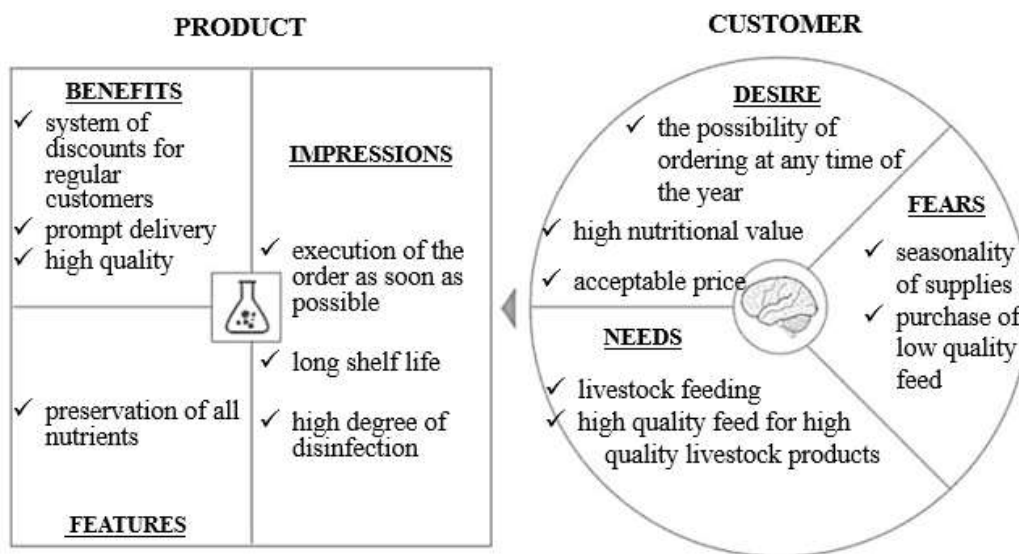 PRODUCT
BENEFITS
✓ system of
discounts for
regular
customers
✓ prompt delivery
✓ high quality
IMPRESSIONS
✓ execution of the
order as soon as
possible
✓ long shelf life
✓ high degree of
disinfection
✓ preservation of all
nutrients
FEATURES
CUSTOMER
DESIRE
✓ the possibility of
ordering at any time of
the year
✓ high nutritional value
✓ acceptable price
FEARS
✓ seasonality
of supplies
✓ purchase of
low quality
feed
NEEDS
✓ livestock feeding
✓ high quality feed for high
quality livestock products